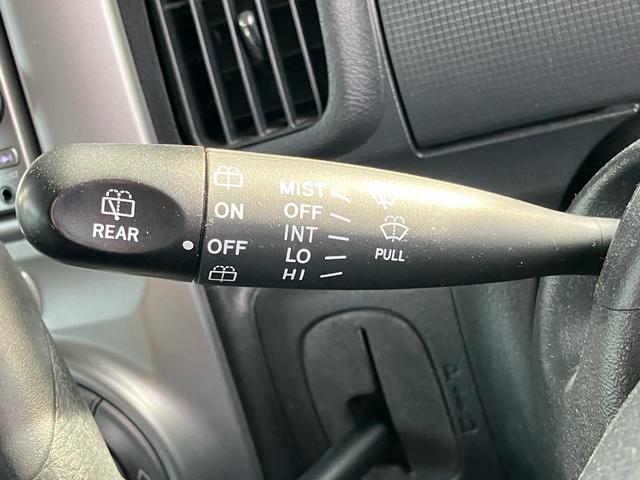 REAR
ON
OFF
MIST
OFF
INT
LO
HI
PULL